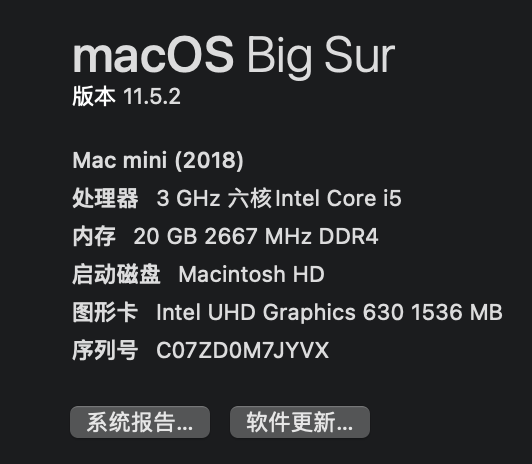 macOS Big Sur
版本 11.5.2
Mac mini (2018)
处理器 3 GHz 六核Intel Core i5
内存 20 GB 2667 MHz DDR4
启动磁盘 Macintosh HD
图形卡 Intel UHD Graphics 630 1536 MB
序列号 C07ZD0M7JYVX
系统报告...
软件更新...